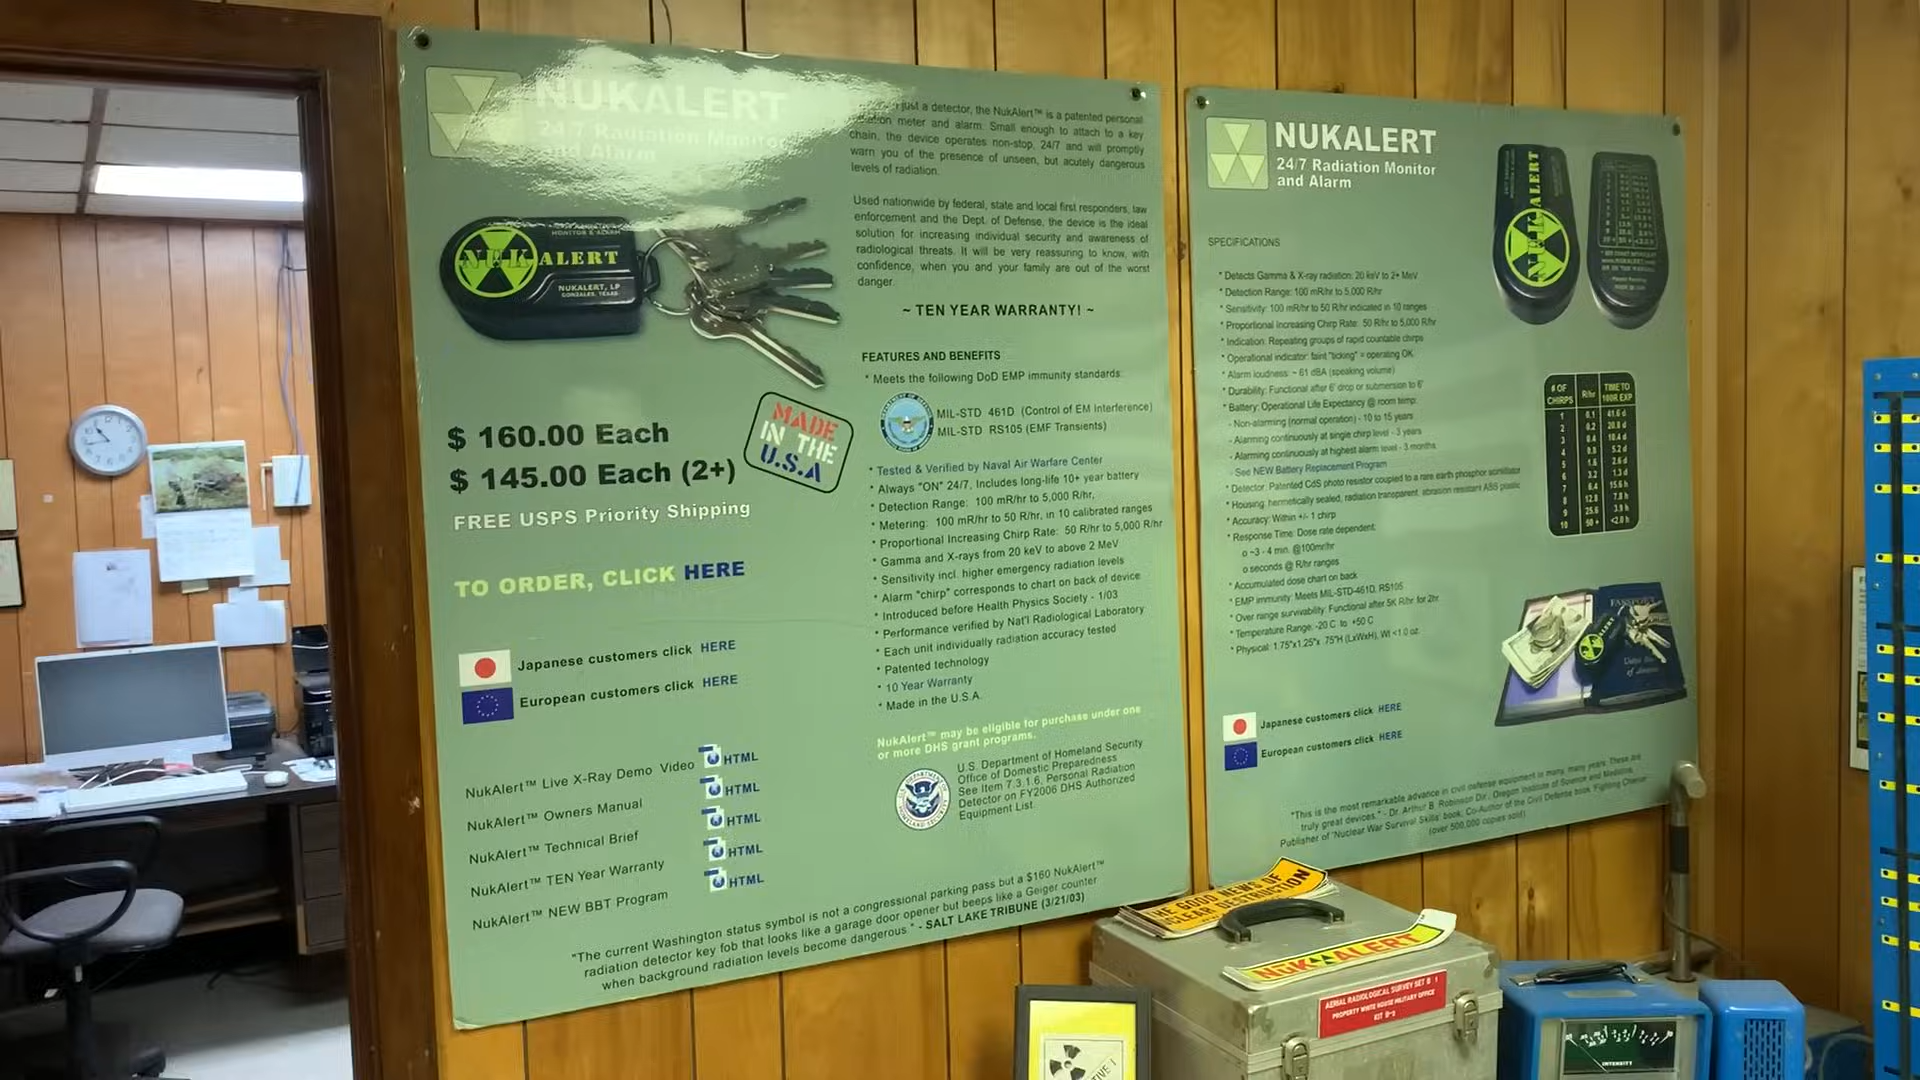 NUKALERT
24/7 Radiation Monitor
and Alarm
just a detector, the NukAlert™ is a patented personal
meter and alarm. Small enough to attach to a key
chain, the device operates non-stop, 24/7 and will promptly
warn you of the presence of unseen, but acutely dangerous
levels of radiation.
Used nationwide by federal, state and local first responders, law
enforcement and the Dept. of Defense, the device is the ideal
solution for increasing individual security and awareness of
radiological threats. It will be very reassuring to know, with
confidence, when you and your family are out of the worst
danger.
~ TEN YEAR WARRANTY! ~
MONITOR & ALARM
NUKALERT
NUKALERT, LP
GONZALES, TEXAS
$ 160.00 Each
$ 145.00 Each (2+)
FREE USPS Priority Shipping
MADE
IN THE
U.S.A
TO ORDER, CLICK HERE
Japanese customers click HERE
European customers click HERE
NukAlert™ Live X-Ray Demo Video HTML
NukAlert™ Owners Manual HTML
NukAlert™ Technical Brief HTML
NukAlert™ TEN Year Warranty HTML
NukAlert™ NEW BBT Program HTML
FEATURES AND BENEFITS
* Meets the following DoD EMP immunity standards:
MIL-STD 461D (Control of EM Interference)
MIL-STD RS105 (EMF Transients)
* Tested & Verified by Naval Air Warfare Center
* Always "ON" 24/7, Includes long-life 10+ year battery
* Detection Range: 100 mR/hr to 5,000 R/hr,
* Metering: 100 mR/hr to 50 R/hr, in 10 calibrated ranges
* Proportional Increasing Chirp Rate: 50 R/hr to 5,000 R/hr
* Gamma and X-rays from 20 keV to above 2 MeV
* Sensitivity incl. higher emergency radiation levels
* Alarm "chirp" corresponds to chart on back of device
* Introduced before Health Physics Society - 1/03
* Performance verified by Nat'l Radiological Laboratory
* Each unit individually radiation accuracy tested
* Patented technology
* 10 Year Warranty
* Made in the U.S.A.
NukAlert™ may be eligible for purchase under one
or more DHS grant programs.
U.S. Department of Homeland Security
Office of Domestic Preparedness
See Item 7.3.1.6, Personal Radiation
Detector on FY2006 DHS Authorized
Equipment List.
"The current Washington status symbol is not a congressional parking pass but a $160 NukAlert™
radiation detector key fob that looks like a garage door opener but beeps like a Geiger counter
when background radiation levels become dangerous." - SALT LAKE TRIBUNE (3/21/03)
NUKALERT
24/7 Radiation Monitor
and Alarm
NUKALERT
SPECIFICATIONS
* Detects Gamma & X-ray radiation: 20 keV to 2+ MeV
* Detection Range: 100 mR/hr to 5,000 R/hr
* Sensitivity: 100 mR/hr to 50 R/hr indicated in 10 ranges
* Proportional Increasing Chirp Rate: 50 R/hr to 5,000 R/hr
* Indication: Repeating groups of rapid countable chirps
* Operational indicator: faint "ticking" = operating OK
* Alarm loudness: ~ 61 dBA (speaking volume)
* Durability: Functional after 6' drop or submersion to 6'
* Battery: Operational Life Expectancy @ room temp:
- Non-alarming (normal operation) - 10 to 15 years
- Alarming continuously at single chirp level - 3 years
- Alarming continuously at highest alarm level - 3 months
- See NEW Battery Replacement Program
* Detector: Patented CdS photo resistor coupled to a rare earth phosphor scintillator
* Housing: hermetically sealed, radiation transparent, abrasion resistant ABS plastic
* Accuracy: Within +/- 1 chirp
* Response Time: Dose rate dependent:
o ~3 - 4 min. @100mr/hr
o seconds @ R/hr ranges
* Accumulated dose chart on back
* EMP immunity: Meets MIL-STD-461D, RS105
* Over range survivability: Functional after 5K R/hr for 2hr.
* Temperature Range: -20 C to +50 C
* Physical: 1.75"x1.25"x .75"H (LxWxH), Wt <1.0 oz.
# OF CHIRPS R/hr TIME TO 100R EXP
1 0.1 41.6 d
2 0.2 20.8 d
3 0.4 10.4 d
4 0.8 5.2 d
5 1.6 2.6 d
6 3.2 1.3 d
7 6.4 15.6 h
8 12.8 7.8 h
9 25.6 3.9 h
10 50 + <2.0 h
PASSPORT
Japanese customers click HERE
European customers click HERE
"This is the most remarkable advance in civil defense equipment in many, many years. These are
truly great devices." - Dr. Arthur B. Robinson Dir., Oregon Institute of Science and Medicine,
Publisher of 'Nuclear War Survival Skills' book; Co-Author of the Civil Defense book 'Fighting Chance'
(over 500,000 copies sold)
THE GOOD NEWS OF
DESTRUCTION
NUKALERT
AERIAL RADIOLOGICAL SURVEY SET
PROPERTY WHITE HOUSE MILITARY OFFICE
INTENSITY